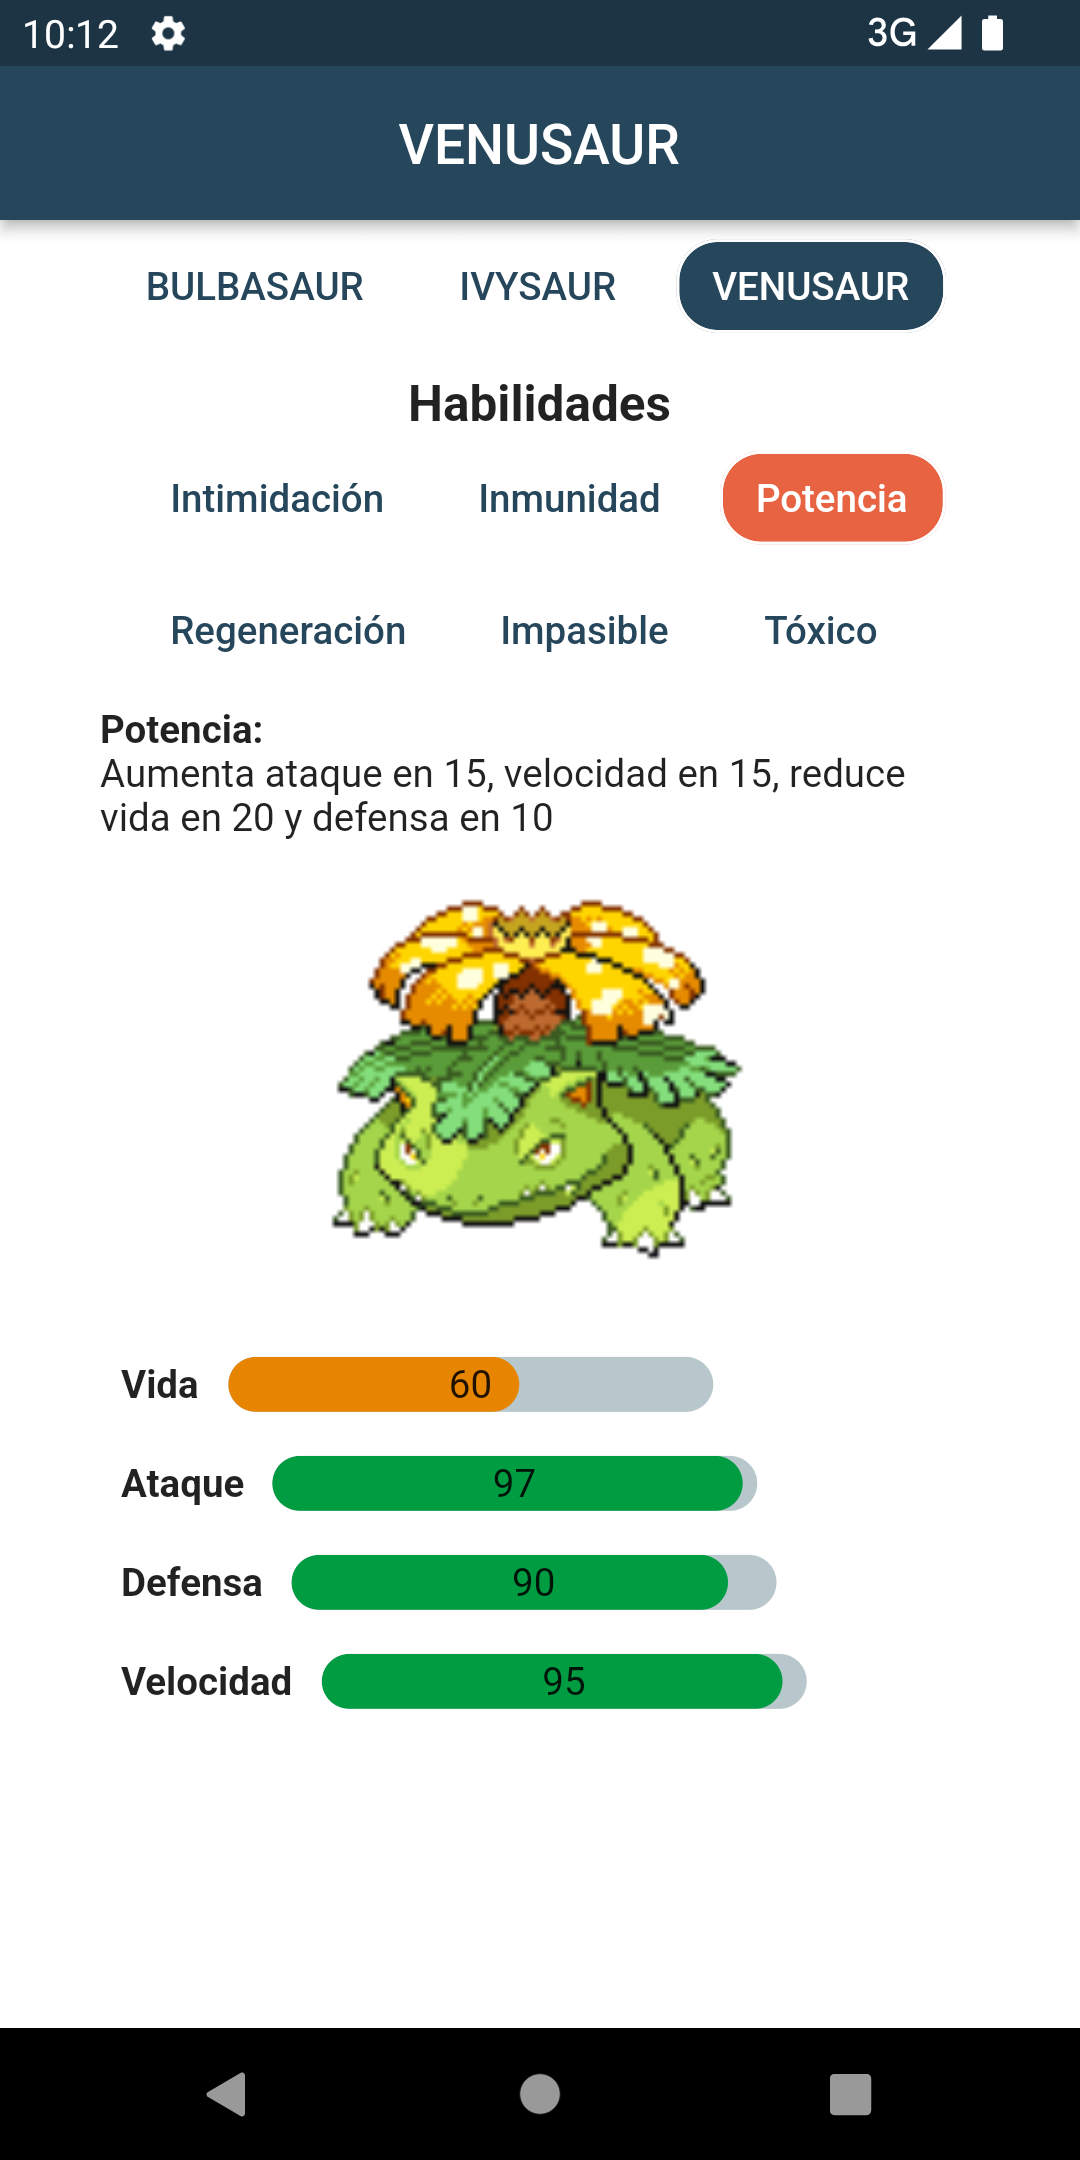 10:12 3G
VENUSAUR
BULBASAUR IVYSAUR VENUSAUR
Habilidades
Intimidación Inmunidad Potencia
Regeneración Impasible Tóxico
Potencia:
Aumenta ataque en 15, velocidad en 15, reduce
vida en 20 y defensa en 10
Vida 60
Ataque 97
Defensa 90
Velocidad 95